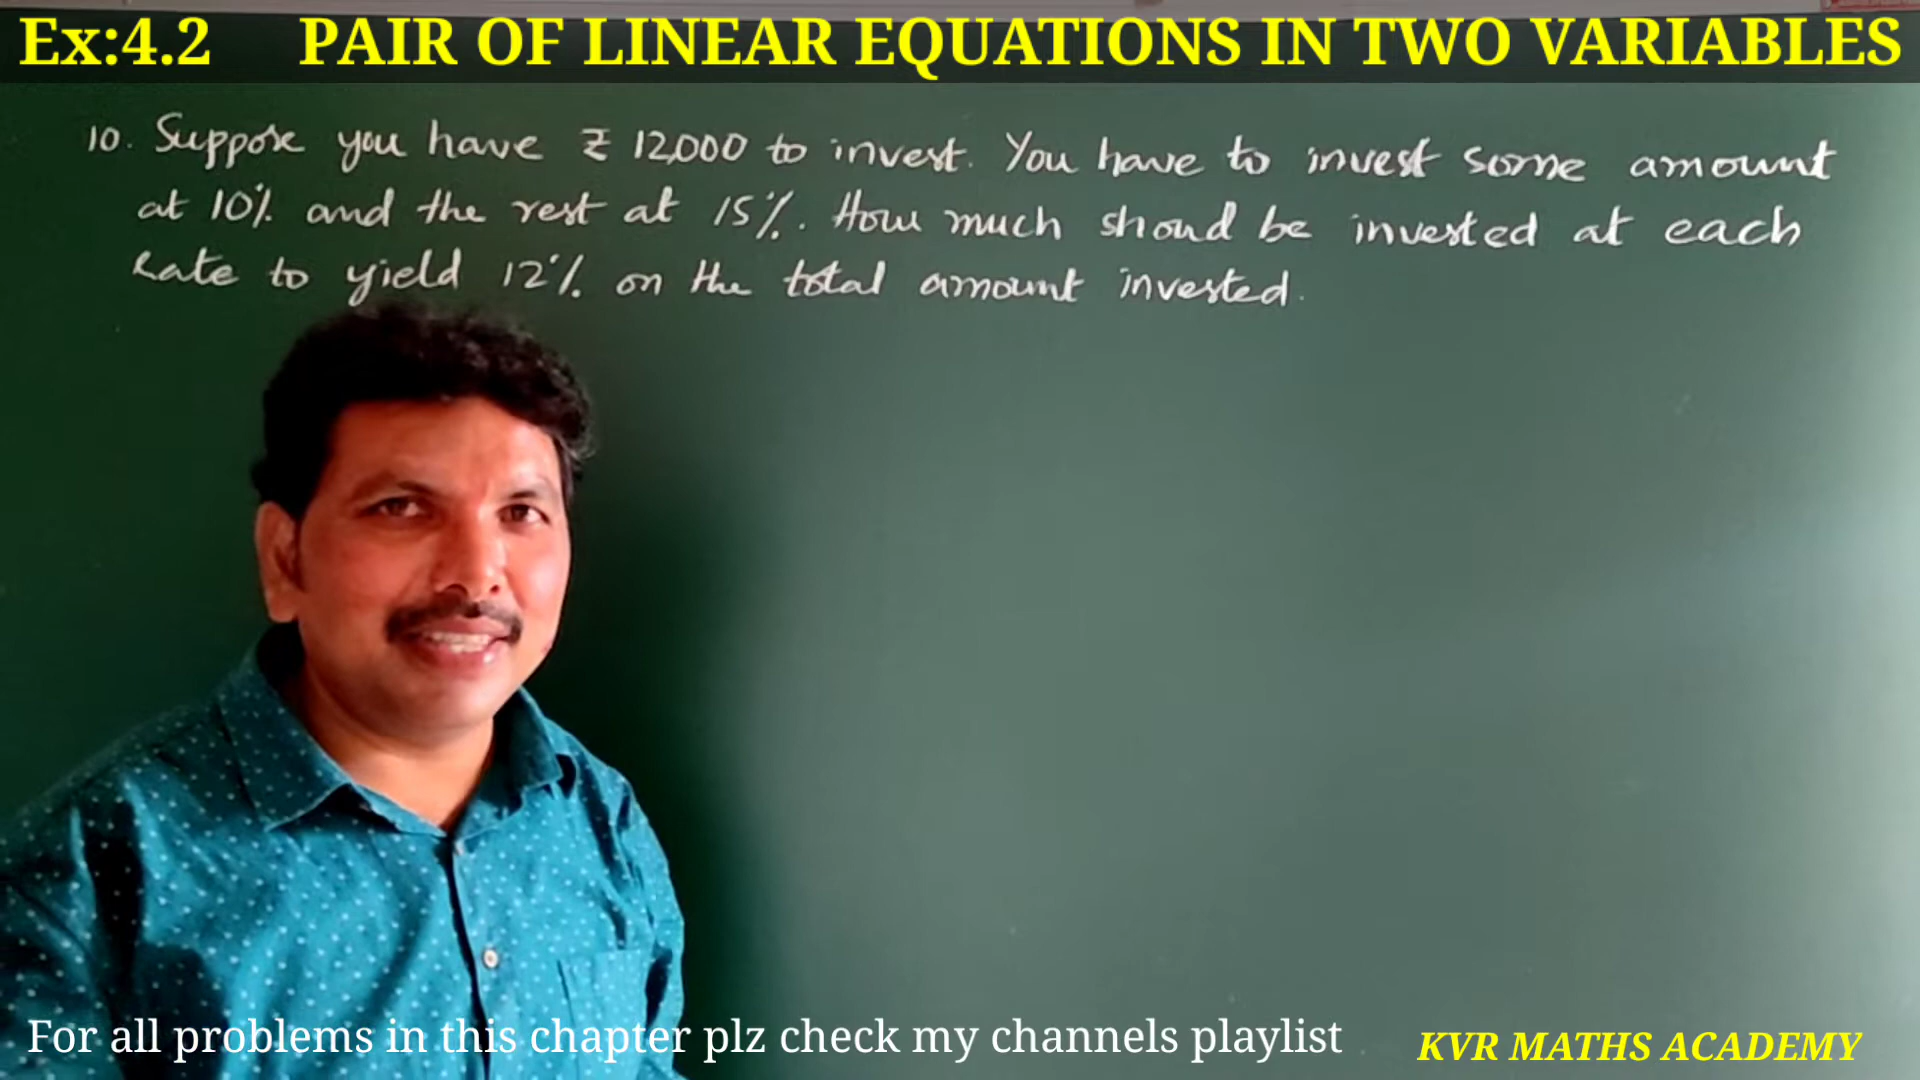 Ex:4.2 PAIR OF LINEAR EQUATIONS IN TWO VARIABLES
10. Suppose you have ₹ 12000 to invest. You have to invest some amount
at 10% and the rest at 15%. How much shoud be invested at each
rate to yield 12% on the total amount invested.
For all problems in this chapter plz check my channels playlist
KVR MATHS ACADEMY